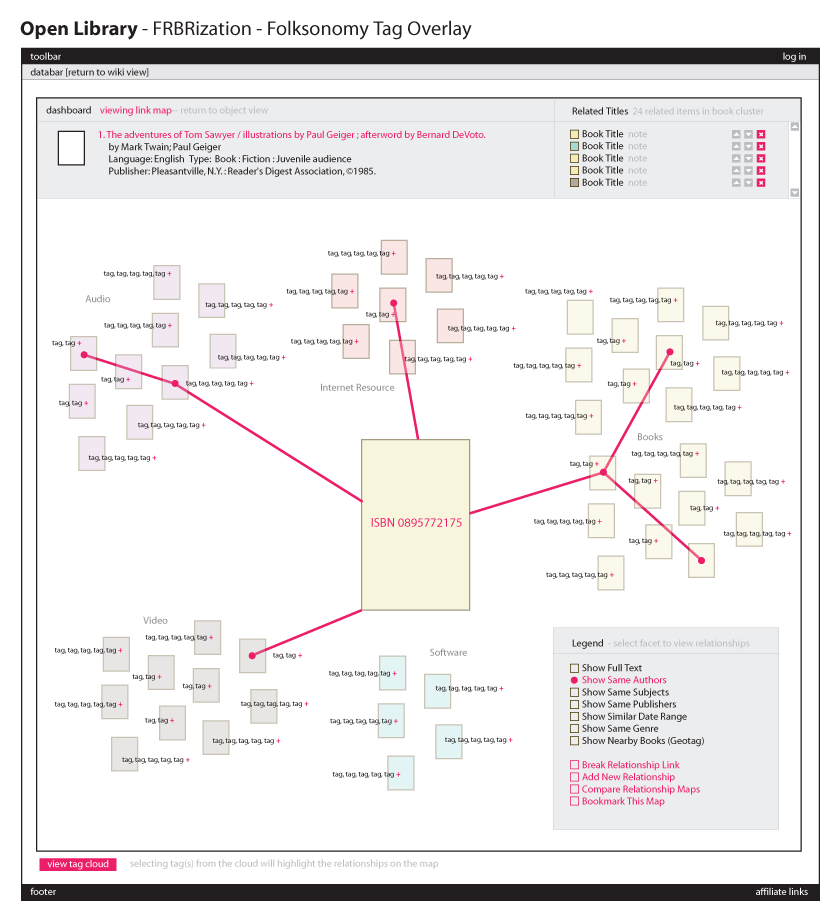 Open Library - FRBRization - Folksonomy Tag Overlay
toolbar
log in
databar [return to wiki view]
dashboard viewing link map – return to object view
Related Titles 24 related items in book cluster
1. The adventures of Tom Sawyer / illustrations by Paul Geiger ; afterword by Bernard DeVoto.
by Mark Twain; Paul Geiger
Language: English Type: Book : Fiction : Juvenile audience
Publisher: Pleasantville, N.Y. : Reader's Digest Association, ©1985.
Book Title note
Book Title note
Book Title note
Book Title note
Book Title note
Audio
tag, tag, tag, tag, tag +
tag, tag, tag, tag, tag +
tag, tag, tag, tag, tag +
tag, tag +
tag, tag, tag, tag, tag +
tag, tag +
tag, tag, tag, tag, tag +
tag, tag +
tag, tag, tag, tag, tag +
tag, tag, tag, tag, tag +
tag, tag, tag, tag, tag +
tag, tag, tag, tag, tag +
tag, tag, tag, tag, tag +
tag, tag +
tag, tag, tag, tag, tag +
tag, tag, tag, tag, tag +
tag, tag, tag, tag, tag +
Internet Resource
tag, tag, tag, tag, tag +
tag, tag, tag, tag, tag +
tag, tag, tag, tag, tag +
tag, tag +
tag, tag +
tag, tag, tag, tag, tag +
tag, tag, tag, tag, tag +
tag, tag +
tag, tag, tag, tag, tag +
tag, tag, tag, tag, tag +
Books
tag, tag, tag, tag, tag +
tag, tag +
tag, tag +
tag, tag, tag, tag, tag +
tag, tag +
tag, tag, tag, tag, tag +
tag, tag +
tag, tag, tag, tag, tag +
tag, tag, tag, tag, tag +
ISBN 0895772175
Video
tag, tag, tag, tag, tag +
tag, tag, tag, tag, tag +
tag, tag +
tag, tag +
tag, tag +
tag, tag, tag, tag, tag +
tag, tag, tag, tag, tag +
tag, tag +
tag, tag, tag, tag, tag +
tag, tag, tag, tag, tag +
Software
tag, tag, tag, tag, tag +
tag, tag, tag, tag, tag +
tag, tag, tag, tag, tag +
tag, tag, tag, tag, tag +
tag, tag, tag, tag, tag +
Legend - select facet to view relationships
Show Full Text
Show Same Authors
Show Same Subjects
Show Same Publishers
Show Similar Date Range
Show Same Genre
Show Nearby Books (Geotag)
Break Relationship Link
Add New Relationship
Compare Relationship Maps
Bookmark This Map
view tag cloud selecting tag(s) from the cloud will highlight the relationships on the map
footer
affiliate links